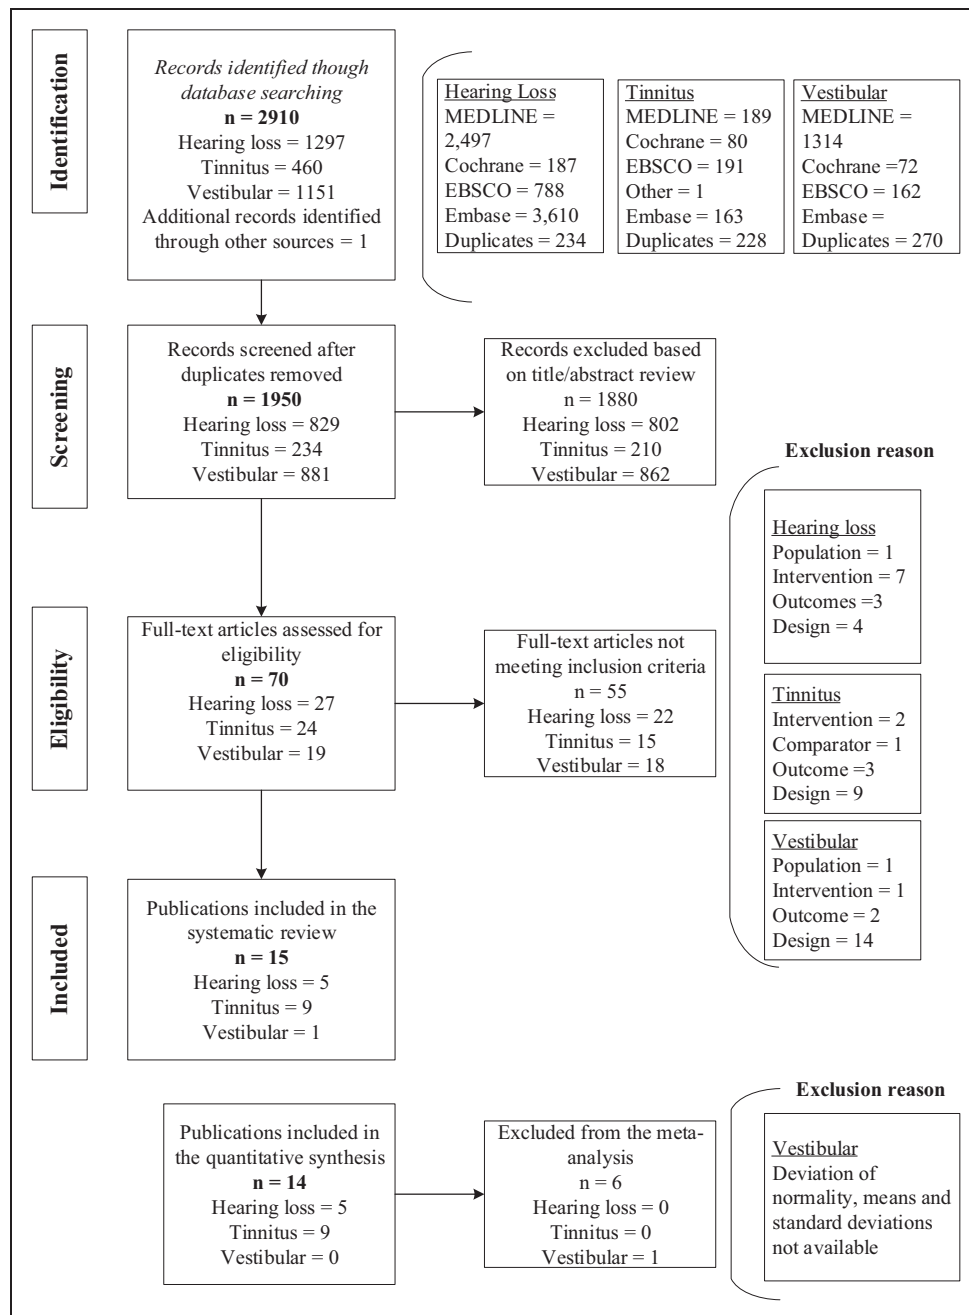 Identification
Records identified though
database searching
n = 2910
Hearing loss = 1297
Tinnitus = 460
Vestibular = 1151
Additional records identified
through other sources = 1
Hearing Loss
MEDLINE =
2,497
Cochrane = 187
EBSCO = 788
Embase = 3,610
Duplicates = 234
Tinnitus
MEDLINE = 189
Cochrane = 80
EBSCO = 191
Other = 1
Embase = 163
Duplicates = 228
Vestibular
MEDLINE =
1314
Cochrane =72
EBSCO = 162
Embase =
Duplicates = 270
Screening
Records screened after
duplicates removed
n = 1950
Hearing loss = 829
Tinnitus = 234
Vestibular = 881
Records excluded based
on title/abstract review
n = 1880
Hearing loss = 802
Tinnitus = 210
Vestibular = 862
Exclusion reason
Hearing loss
Population = 1
Intervention = 7
Outcomes =3
Design = 4
Tinnitus
Intervention = 2
Comparator = 1
Outcome =3
Design = 9
Vestibular
Population = 1
Intervention = 1
Outcome = 2
Design = 14
Eligibility
Full-text articles assessed for
eligibility
n = 70
Hearing loss = 27
Tinnitus = 24
Vestibular = 19
Full-text articles not
meeting inclusion criteria
n = 55
Hearing loss = 22
Tinnitus = 15
Vestibular = 18
Included
Publications included in the
systematic review
n = 15
Hearing loss = 5
Tinnitus = 9
Vestibular = 1
Publications included in
the quantitative synthesis
n = 14
Hearing loss = 5
Tinnitus = 9
Vestibular = 0
Excluded from the meta-
analysis
n = 6
Hearing loss = 0
Tinnitus = 0
Vestibular = 1
Exclusion reason
Vestibular
Deviation of
normality, means and
standard deviations
not available